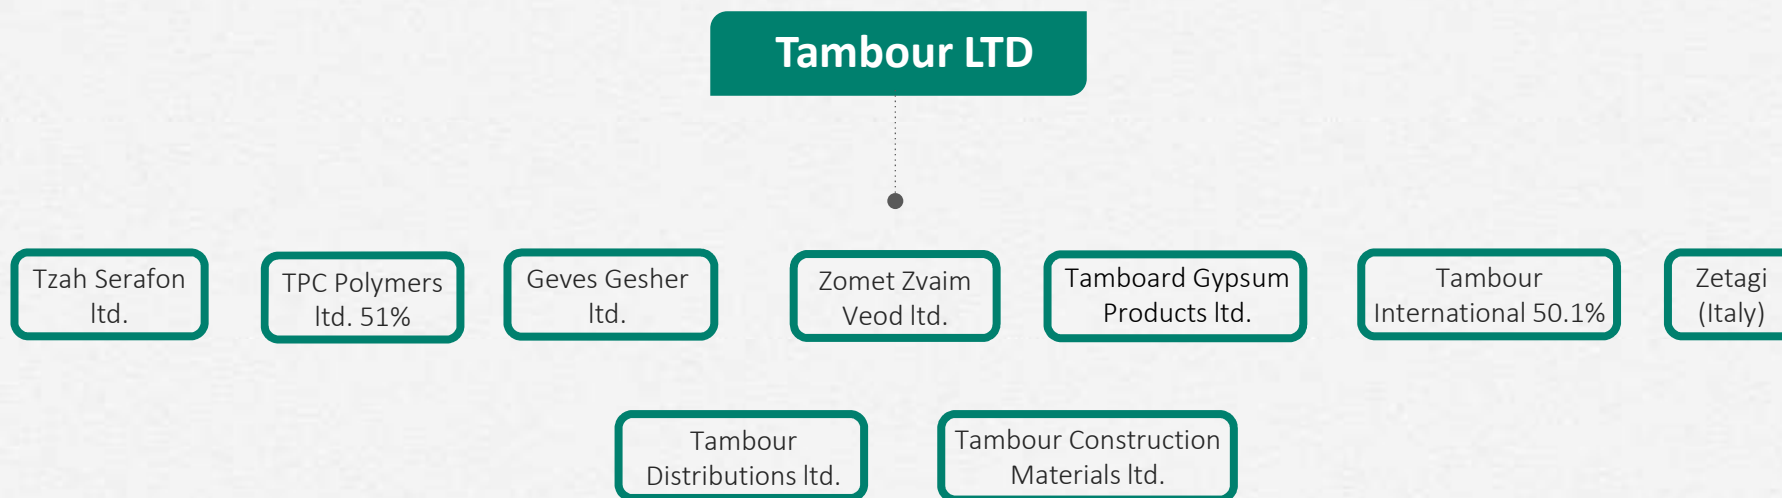 Tambour LTD
Tzah Serafon
ltd.
TPC Polymers
ltd. 51%
Geves Gesher
ltd.
Zomet Zvaim
Veod ltd.
Tamboard Gypsum
Products ltd.
Tambour
International 50.1%
Zetagi
(Italy)
Tambour
Distributions ltd.
Tambour Construction
Materials ltd.